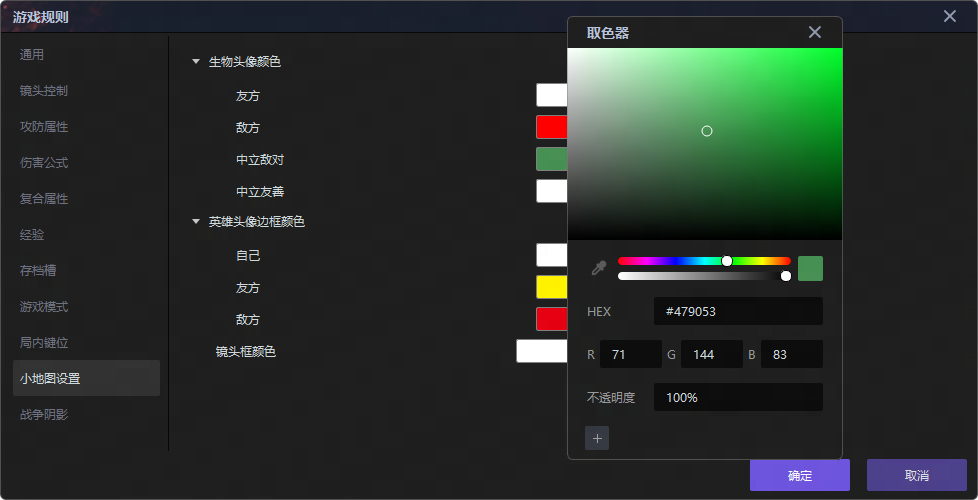 游戏规则
通用
镜头控制
攻防属性
伤害公式
复合属性
经验
存档槽
游戏模式
局内键位
小地图设置
战争阴影
生物头像颜色
友方
敌方
中立敌对
中立友善
英雄头像边框颜色
自己
友方
敌方
镜头框颜色
取色器
HEX #479053
R 71 G 144 B 83
不透明度 100%
确定 取消